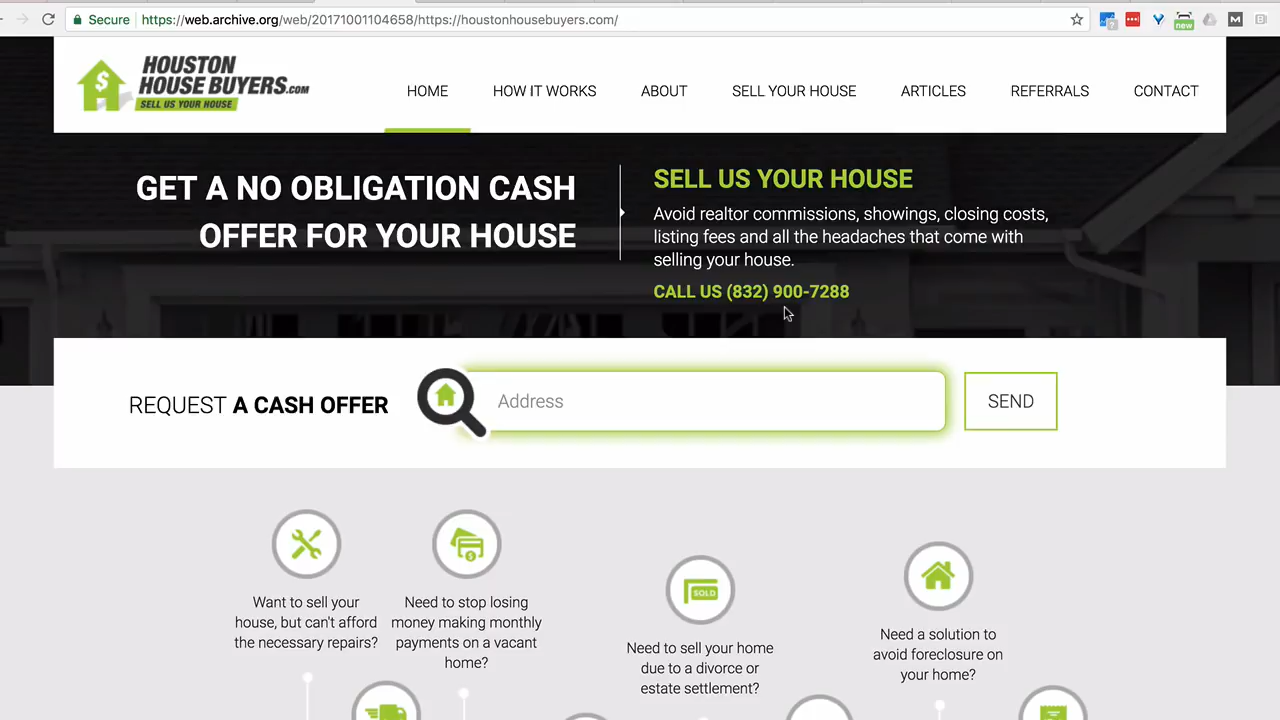 Secure
https://web.archive.org/web/20171001104658/https://houstonhousebuyers.com/
new
HOUSTON
HOUSE BUYERS.COM
SELL US YOUR HOUSE
HOME
HOW IT WORKS
ABOUT
SELL YOUR HOUSE
ARTICLES
REFERRALS
CONTACT
GET A NO OBLIGATION CASH
OFFER FOR YOUR HOUSE
SELL US YOUR HOUSE
Avoid realtor commissions, showings, closing costs,
listing fees and all the headaches that come with
selling your house.
CALL US (832) 900-7288
REQUEST A CASH OFFER
Address
SEND
Want to sell your
house, but can't afford
the necessary repairs?
Need to stop losing
money making monthly
payments on a vacant
home?
SOLD
Need to sell your home
due to a divorce or
estate settlement?
Need a solution to
avoid foreclosure on
your home?